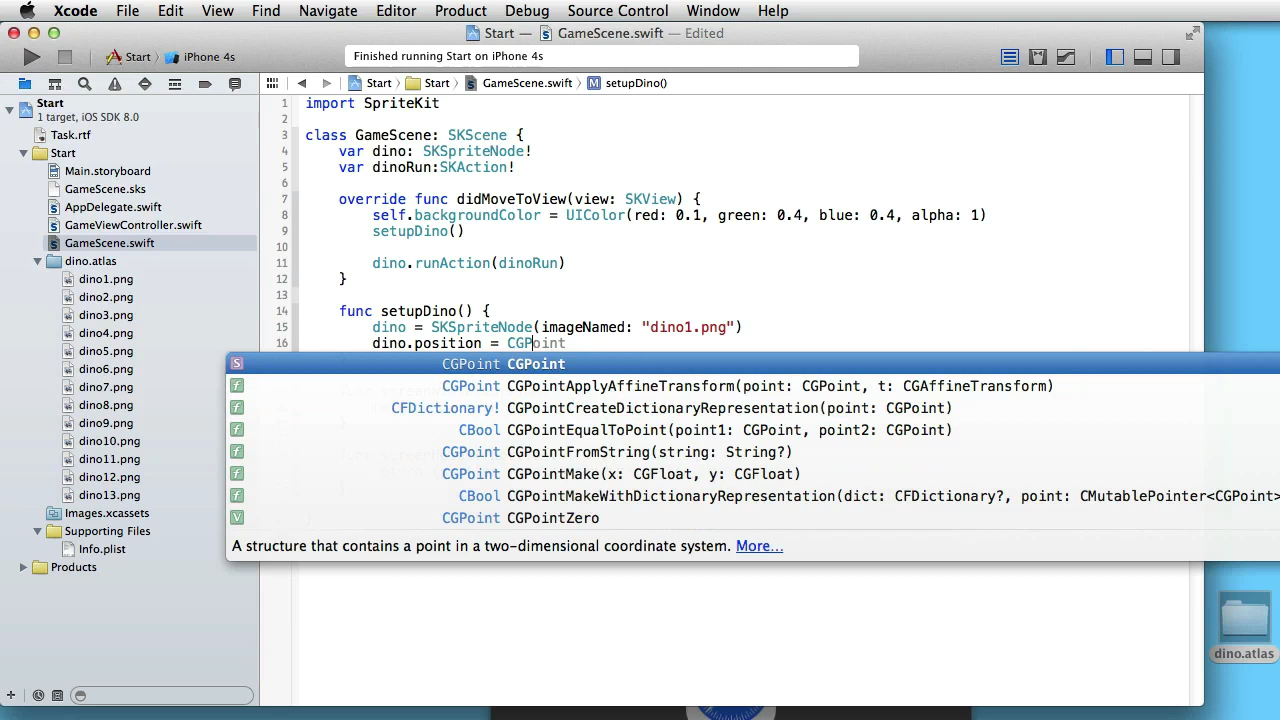 Xcode File Edit View Find Navigate Editor Product Debug Source Control Window Help
Start — GameScene.swift — Edited
Start › iPhone 4s
Finished running Start on iPhone 4s
Start › Start › GameScene.swift › M setupDino()
Start
1 target, iOS SDK 8.0
Task.rtf
Start
Main.storyboard
GameScene.sks
AppDelegate.swift
GameViewController.swift
GameScene.swift
dino.atlas
dino1.png
dino2.png
dino3.png
dino4.png
dino5.png
dino6.png
dino7.png
dino8.png
dino9.png
dino10.png
dino11.png
dino12.png
dino13.png
Images.xcassets
Supporting Files
Info.plist
Products
1 import SpriteKit
2
3 class GameScene: SKScene {
4 var dino: SKSpriteNode!
5 var dinoRun:SKAction!
6
7 override func didMoveToView(view: SKView) {
8 self.backgroundColor = UIColor(red: 0.1, green: 0.4, blue: 0.4, alpha: 1)
9 setupDino()
10
11 dino.runAction(dinoRun)
12 }
13
14 func setupDino() {
15 dino = SKSpriteNode(imageNamed: "dino1.png")
16 dino.position = CGPoint
S CGPoint CGPoint
f CGPoint CGPointApplyAffineTransform(point: CGPoint, t: CGAffineTransform)
f CFDictionary! CGPointCreateDictionaryRepresentation(point: CGPoint)
f CBool CGPointEqualToPoint(point1: CGPoint, point2: CGPoint)
f CGPoint CGPointFromString(string: String?)
f CGPoint CGPointMake(x: CGFloat, y: CGFloat)
f CBool CGPointMakeWithDictionaryRepresentation(dict: CFDictionary?, point: CMutablePointer<CGPoint>
V CGPoint CGPointZero
A structure that contains a point in a two-dimensional coordinate system. More...
dino.atlas